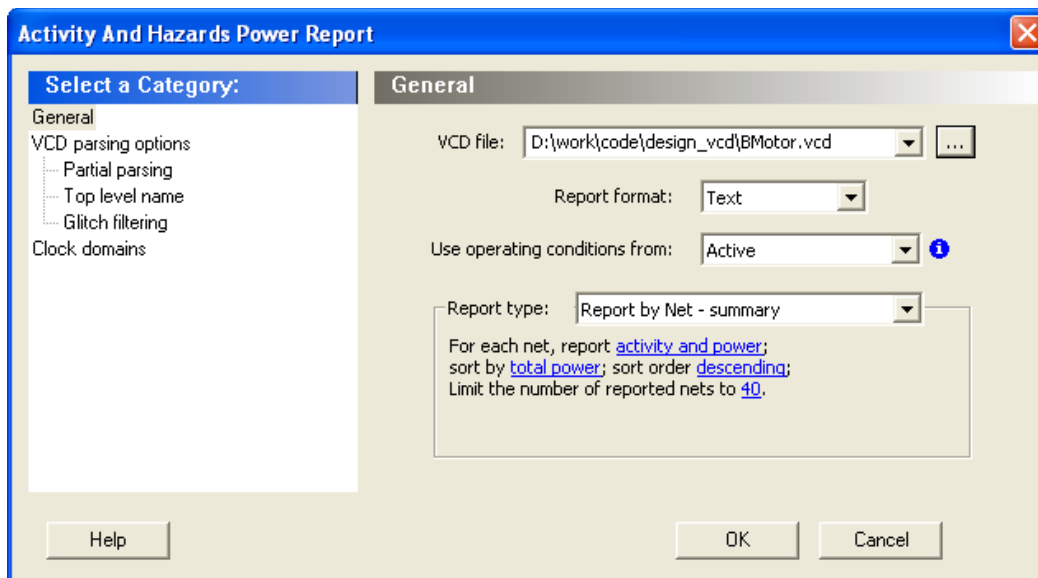 Activity And Hazards Power Report
Select a Category:
General
VCD parsing options
Partial parsing
Top level name
Glitch filtering
Clock domains
General
VCD file: D:\work\code\design_vcd\BMotor.vcd ...
Report format: Text
Use operating conditions from: Active
Report type: Report by Net - summary
For each net, report activity and power;
sort by total power; sort order descending;
Limit the number of reported nets to 40.
Help OK Cancel